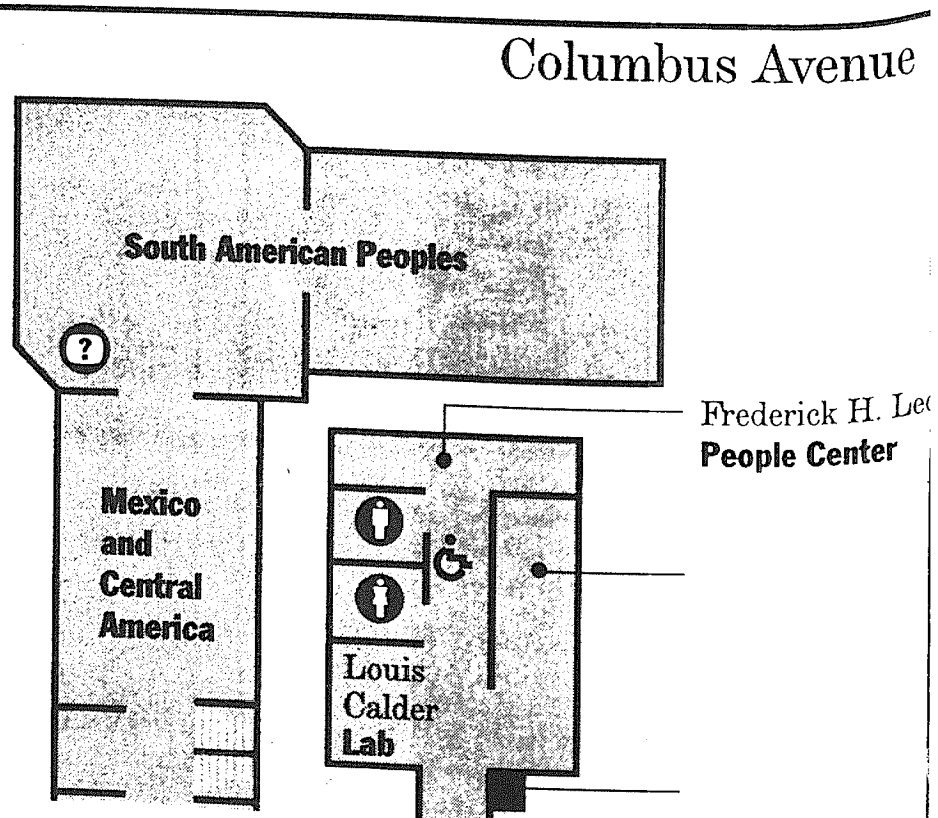 Columbus Avenue
South American Peoples
?
Frederick H.
People Center
Mexico
and
Central
America
Louis
Calder
Lab